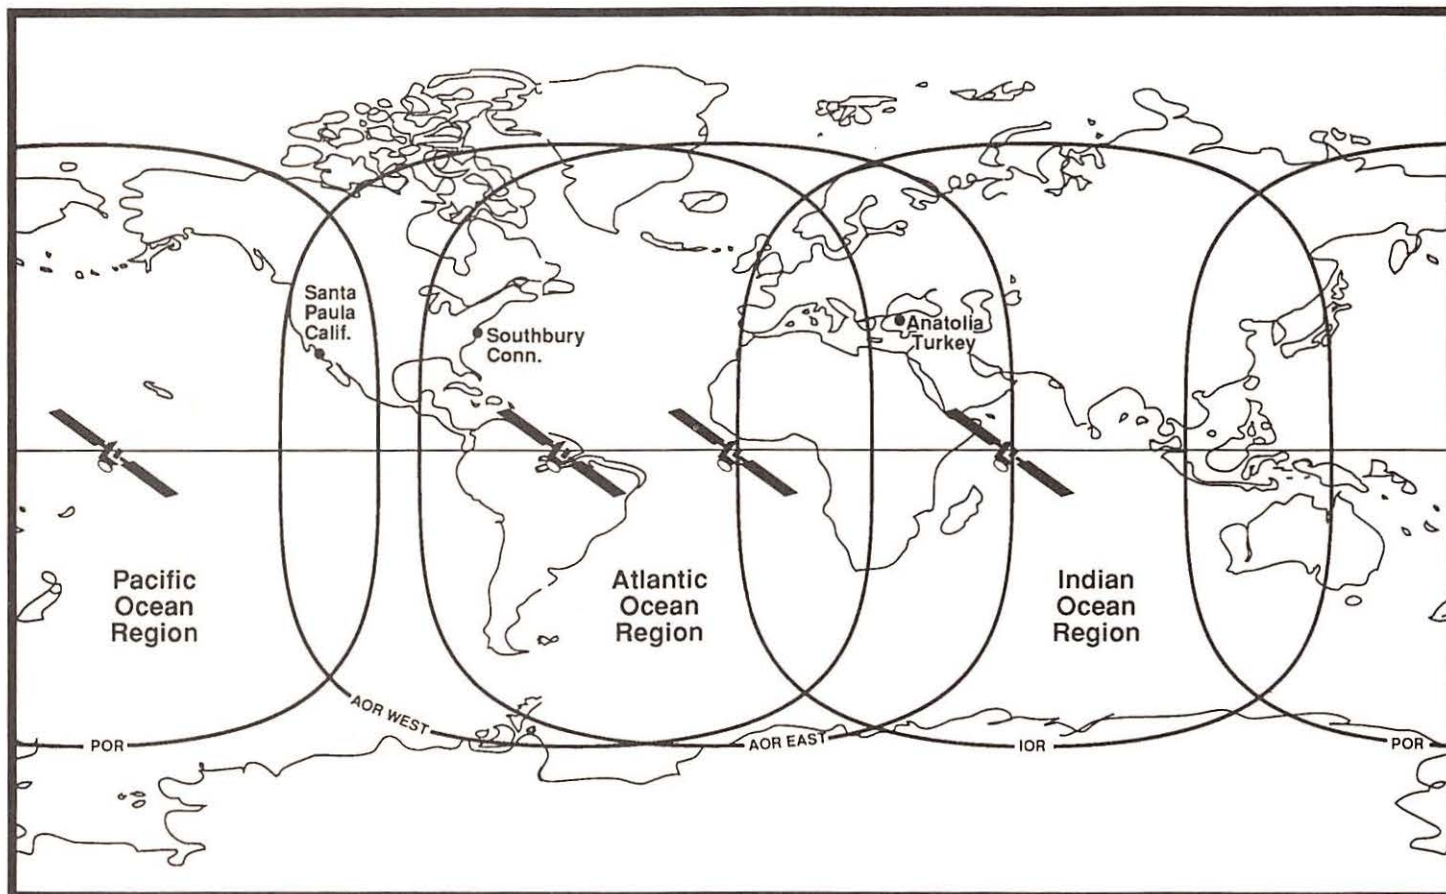 Santa
Paula
Calif.
Southbury
Conn.
Anatolia
Turkey
Pacific
Ocean
Region
Atlantic
Ocean
Region
Indian
Ocean
Region
AOR WEST
POR
AOR EAST
IOR
POR